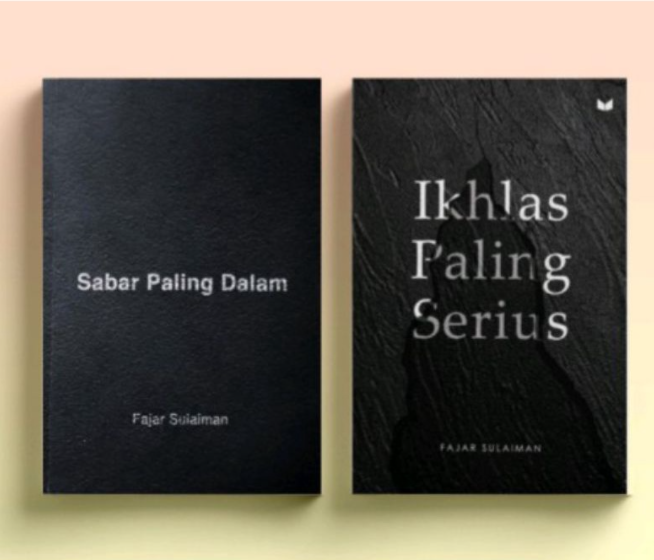 Sabar Paling Dalam
Fajar Sulaiman
Ikhlas
Paling
Serius
FAJAR SULAIMAN